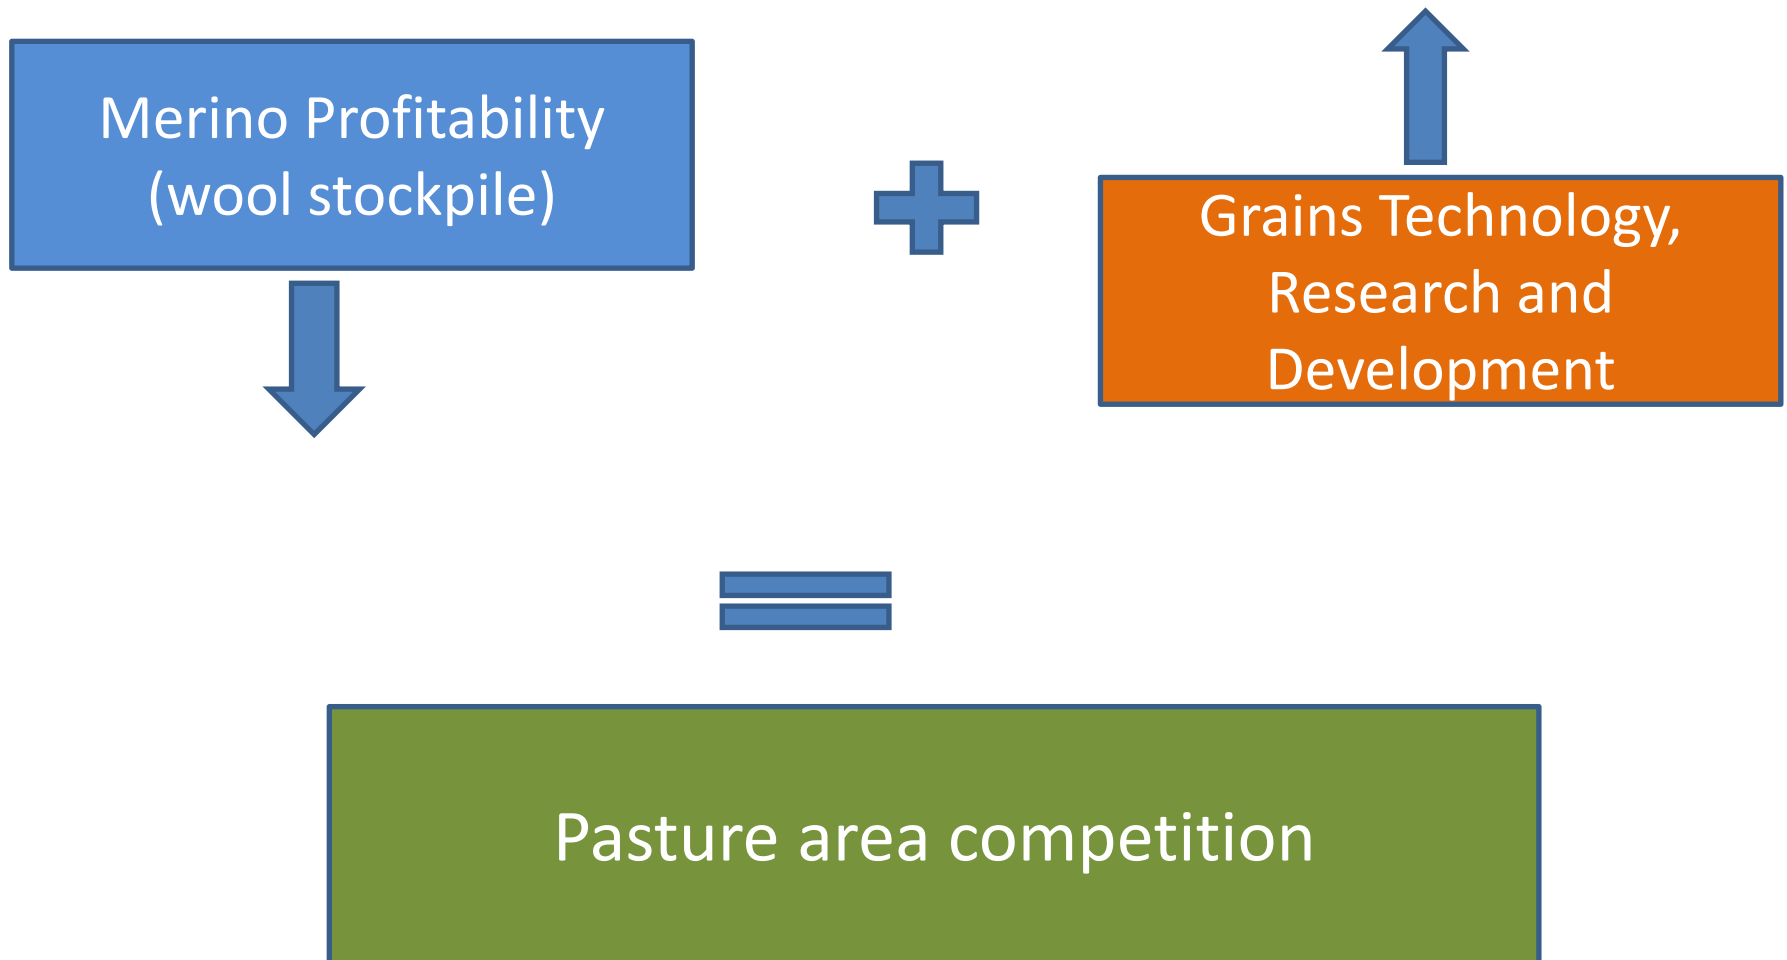 Merino Profitability
(wool stockpile)
Grains Technology,
Research and
Development
Pasture area competition